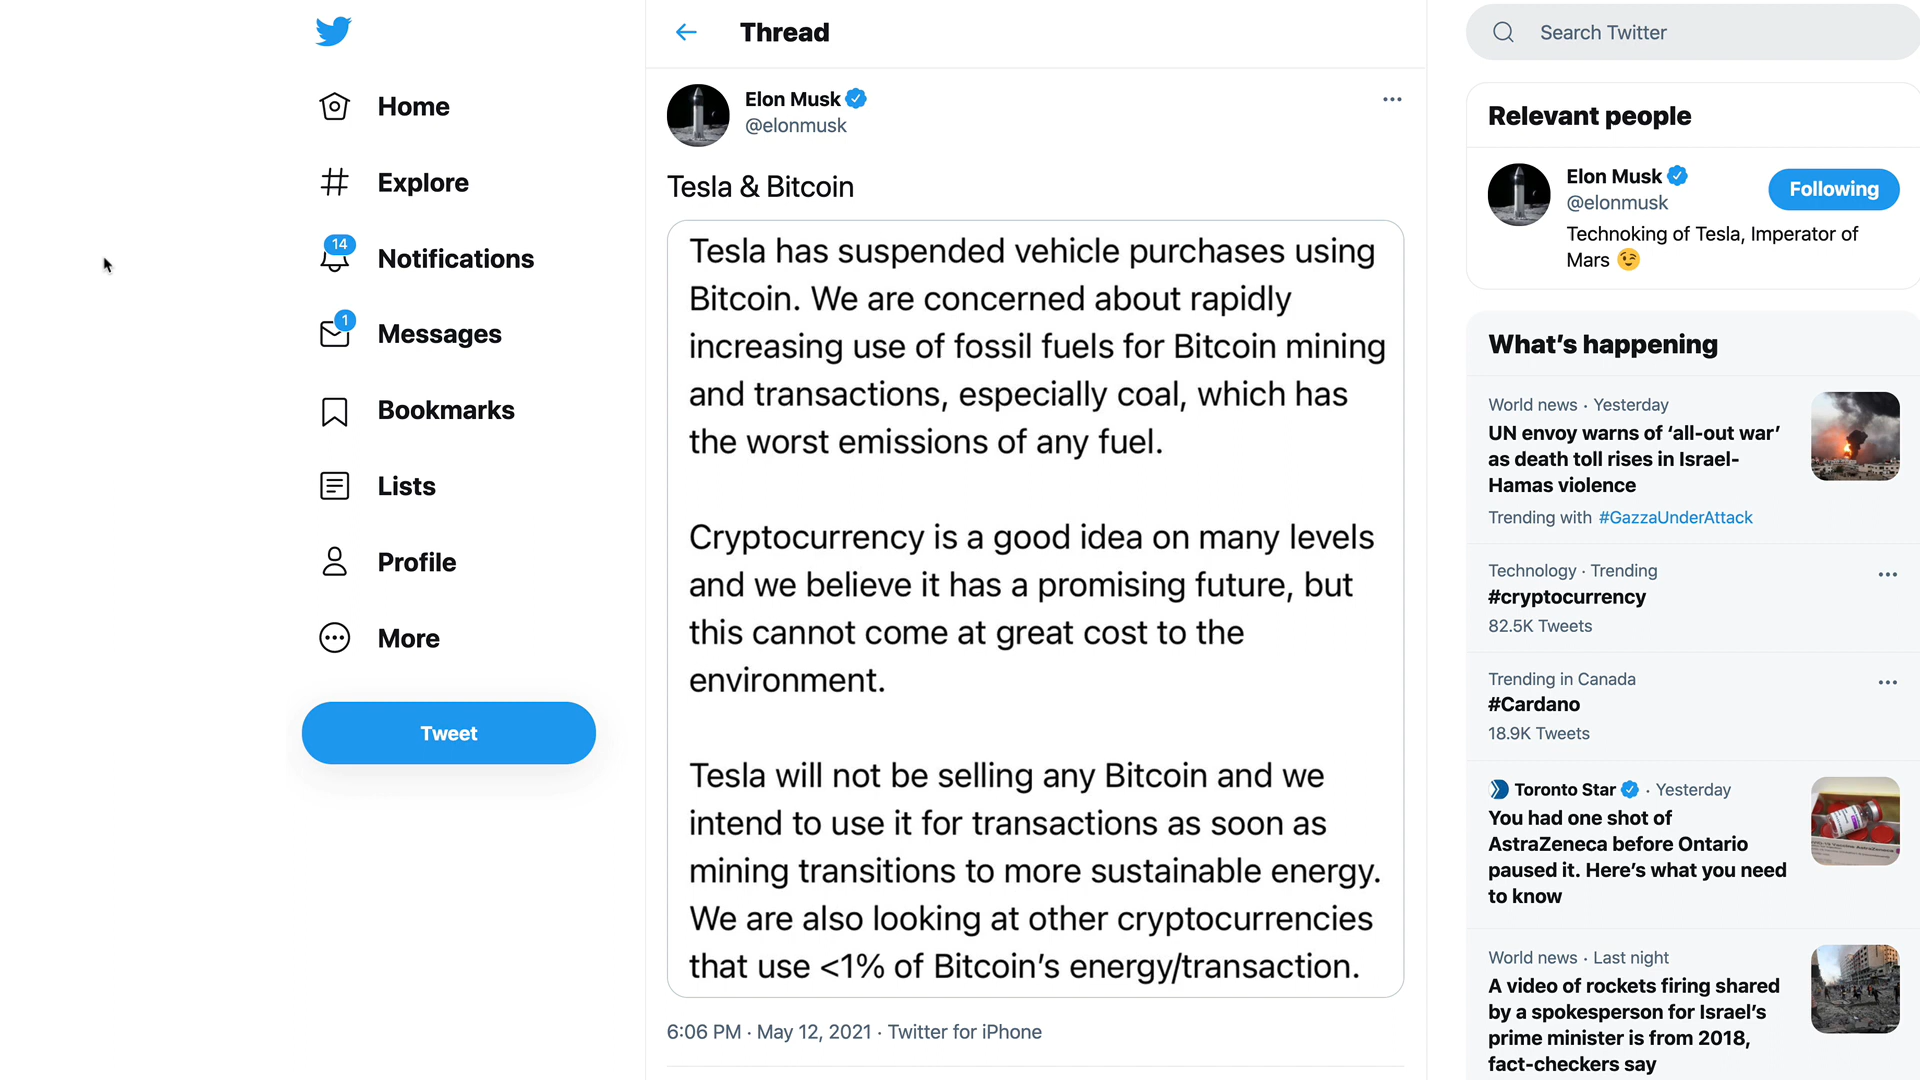 Home
Explore
14
Notifications
1
Messages
Bookmarks
Lists
Profile
More
Tweet
Thread
Elon Musk
@elonmusk
Tesla & Bitcoin
Tesla has suspended vehicle purchases using
Bitcoin. We are concerned about rapidly
increasing use of fossil fuels for Bitcoin mining
and transactions, especially coal, which has
the worst emissions of any fuel.
Cryptocurrency is a good idea on many levels
and we believe it has a promising future, but
this cannot come at great cost to the
environment.
Tesla will not be selling any Bitcoin and we
intend to use it for transactions as soon as
mining transitions to more sustainable energy.
We are also looking at other cryptocurrencies
that use <1% of Bitcoin’s energy/transaction.
6:06 PM · May 12, 2021 · Twitter for iPhone
Search Twitter
Relevant people
Elon Musk
@elonmusk
Following
Technoking of Tesla, Imperator of
Mars 😉
What’s happening
World news · Yesterday
UN envoy warns of ‘all-out war’
as death toll rises in Israel-
Hamas violence
Trending with #GazzaUnderAttack
Technology · Trending
#cryptocurrency
82.5K Tweets
Trending in Canada
#Cardano
18.9K Tweets
Toronto Star · Yesterday
You had one shot of
AstraZeneca before Ontario
paused it. Here’s what you need
to know
World news · Last night
A video of rockets firing shared
by a spokesperson for Israel’s
prime minister is from 2018,
fact-checkers say